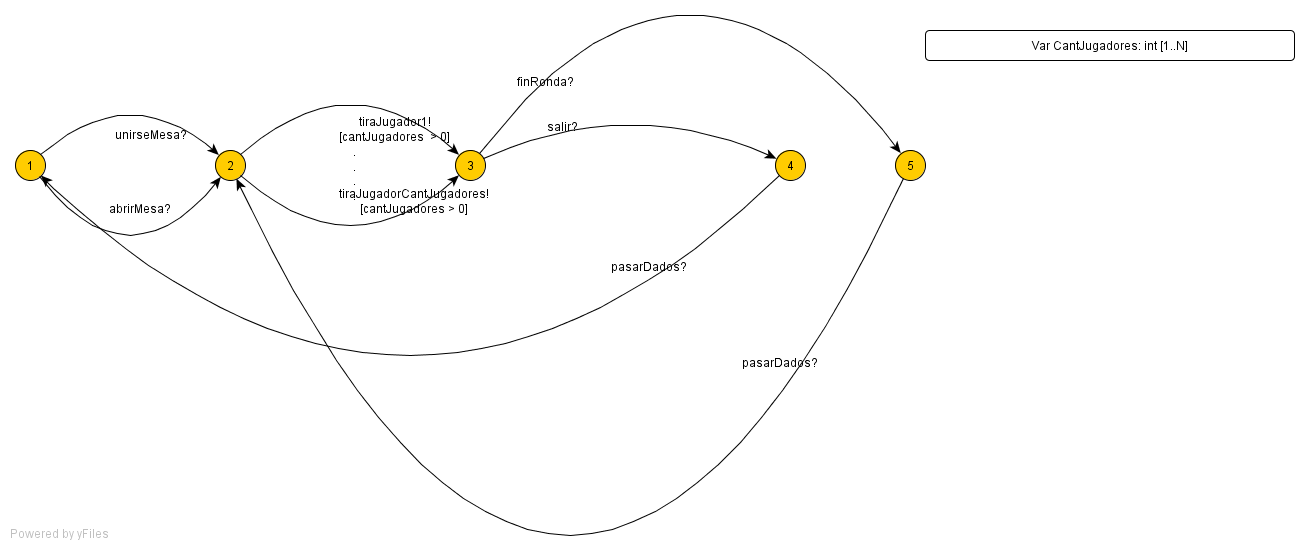 Var CantJugadores: int [1..N]
finRonda?
tiraJugador1!
[cantJugadores > 0]
.
.
.
tiraJugadorCantJugadores!
[cantJugadores > 0]
salir?
unirseMesa?
1
2
3
4
5
abrirMesa?
pasarDados?
pasarDados?
Powered by yFiles